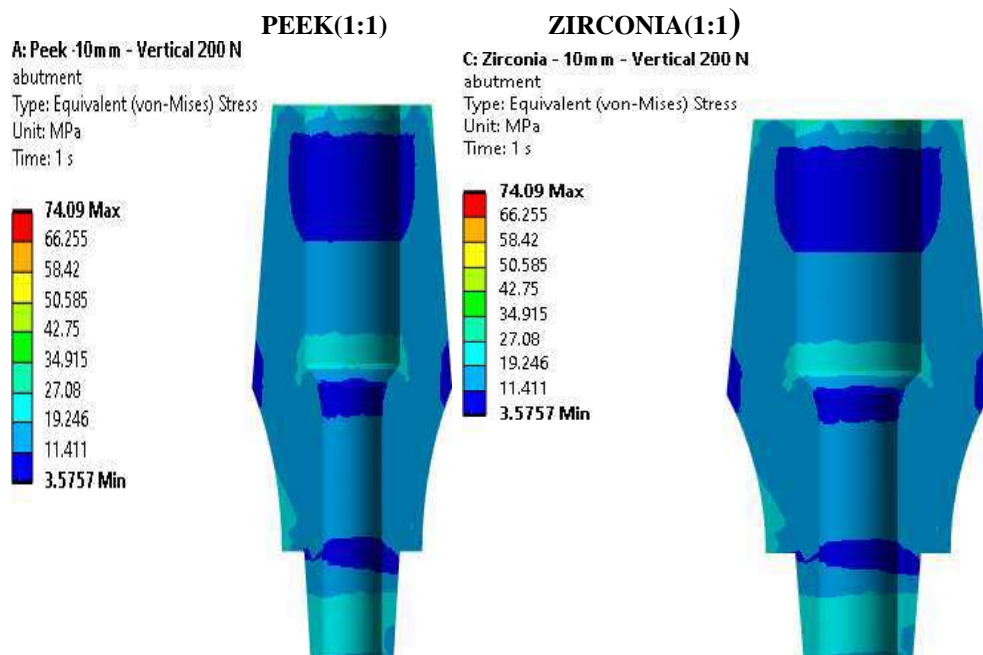 PEEK(1:1)
ZIRCONIA(1:1)
A: Peek -10mm - Vertical 200 N
abutment
Type: Equivalent (von-Mises) Stress
Unit: MPa
Time: 1 s
74.09 Max
66.255
58.42
50.585
42.75
34.915
27.08
19.246
11.411
3.5757 Min
C: Zirconia - 10mm - Vertical 200 N
abutment
Type: Equivalent (von-Mises) Stress
Unit: MPa
Time: 1 s
74.09 Max
66.255
58.42
50.585
42.75
34.915
27.08
19.246
11.411
3.5757 Min